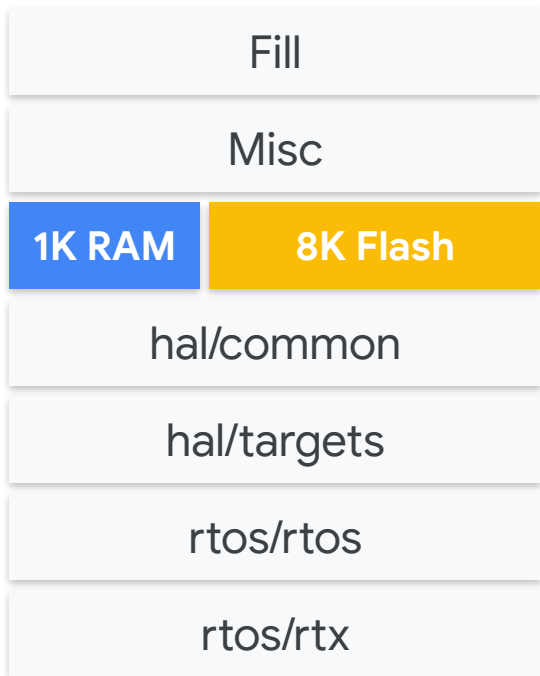 Fill
Misc
1K RAM 8K Flash
hal/common
hal/targets
rtos/rtos
rtos/rtx